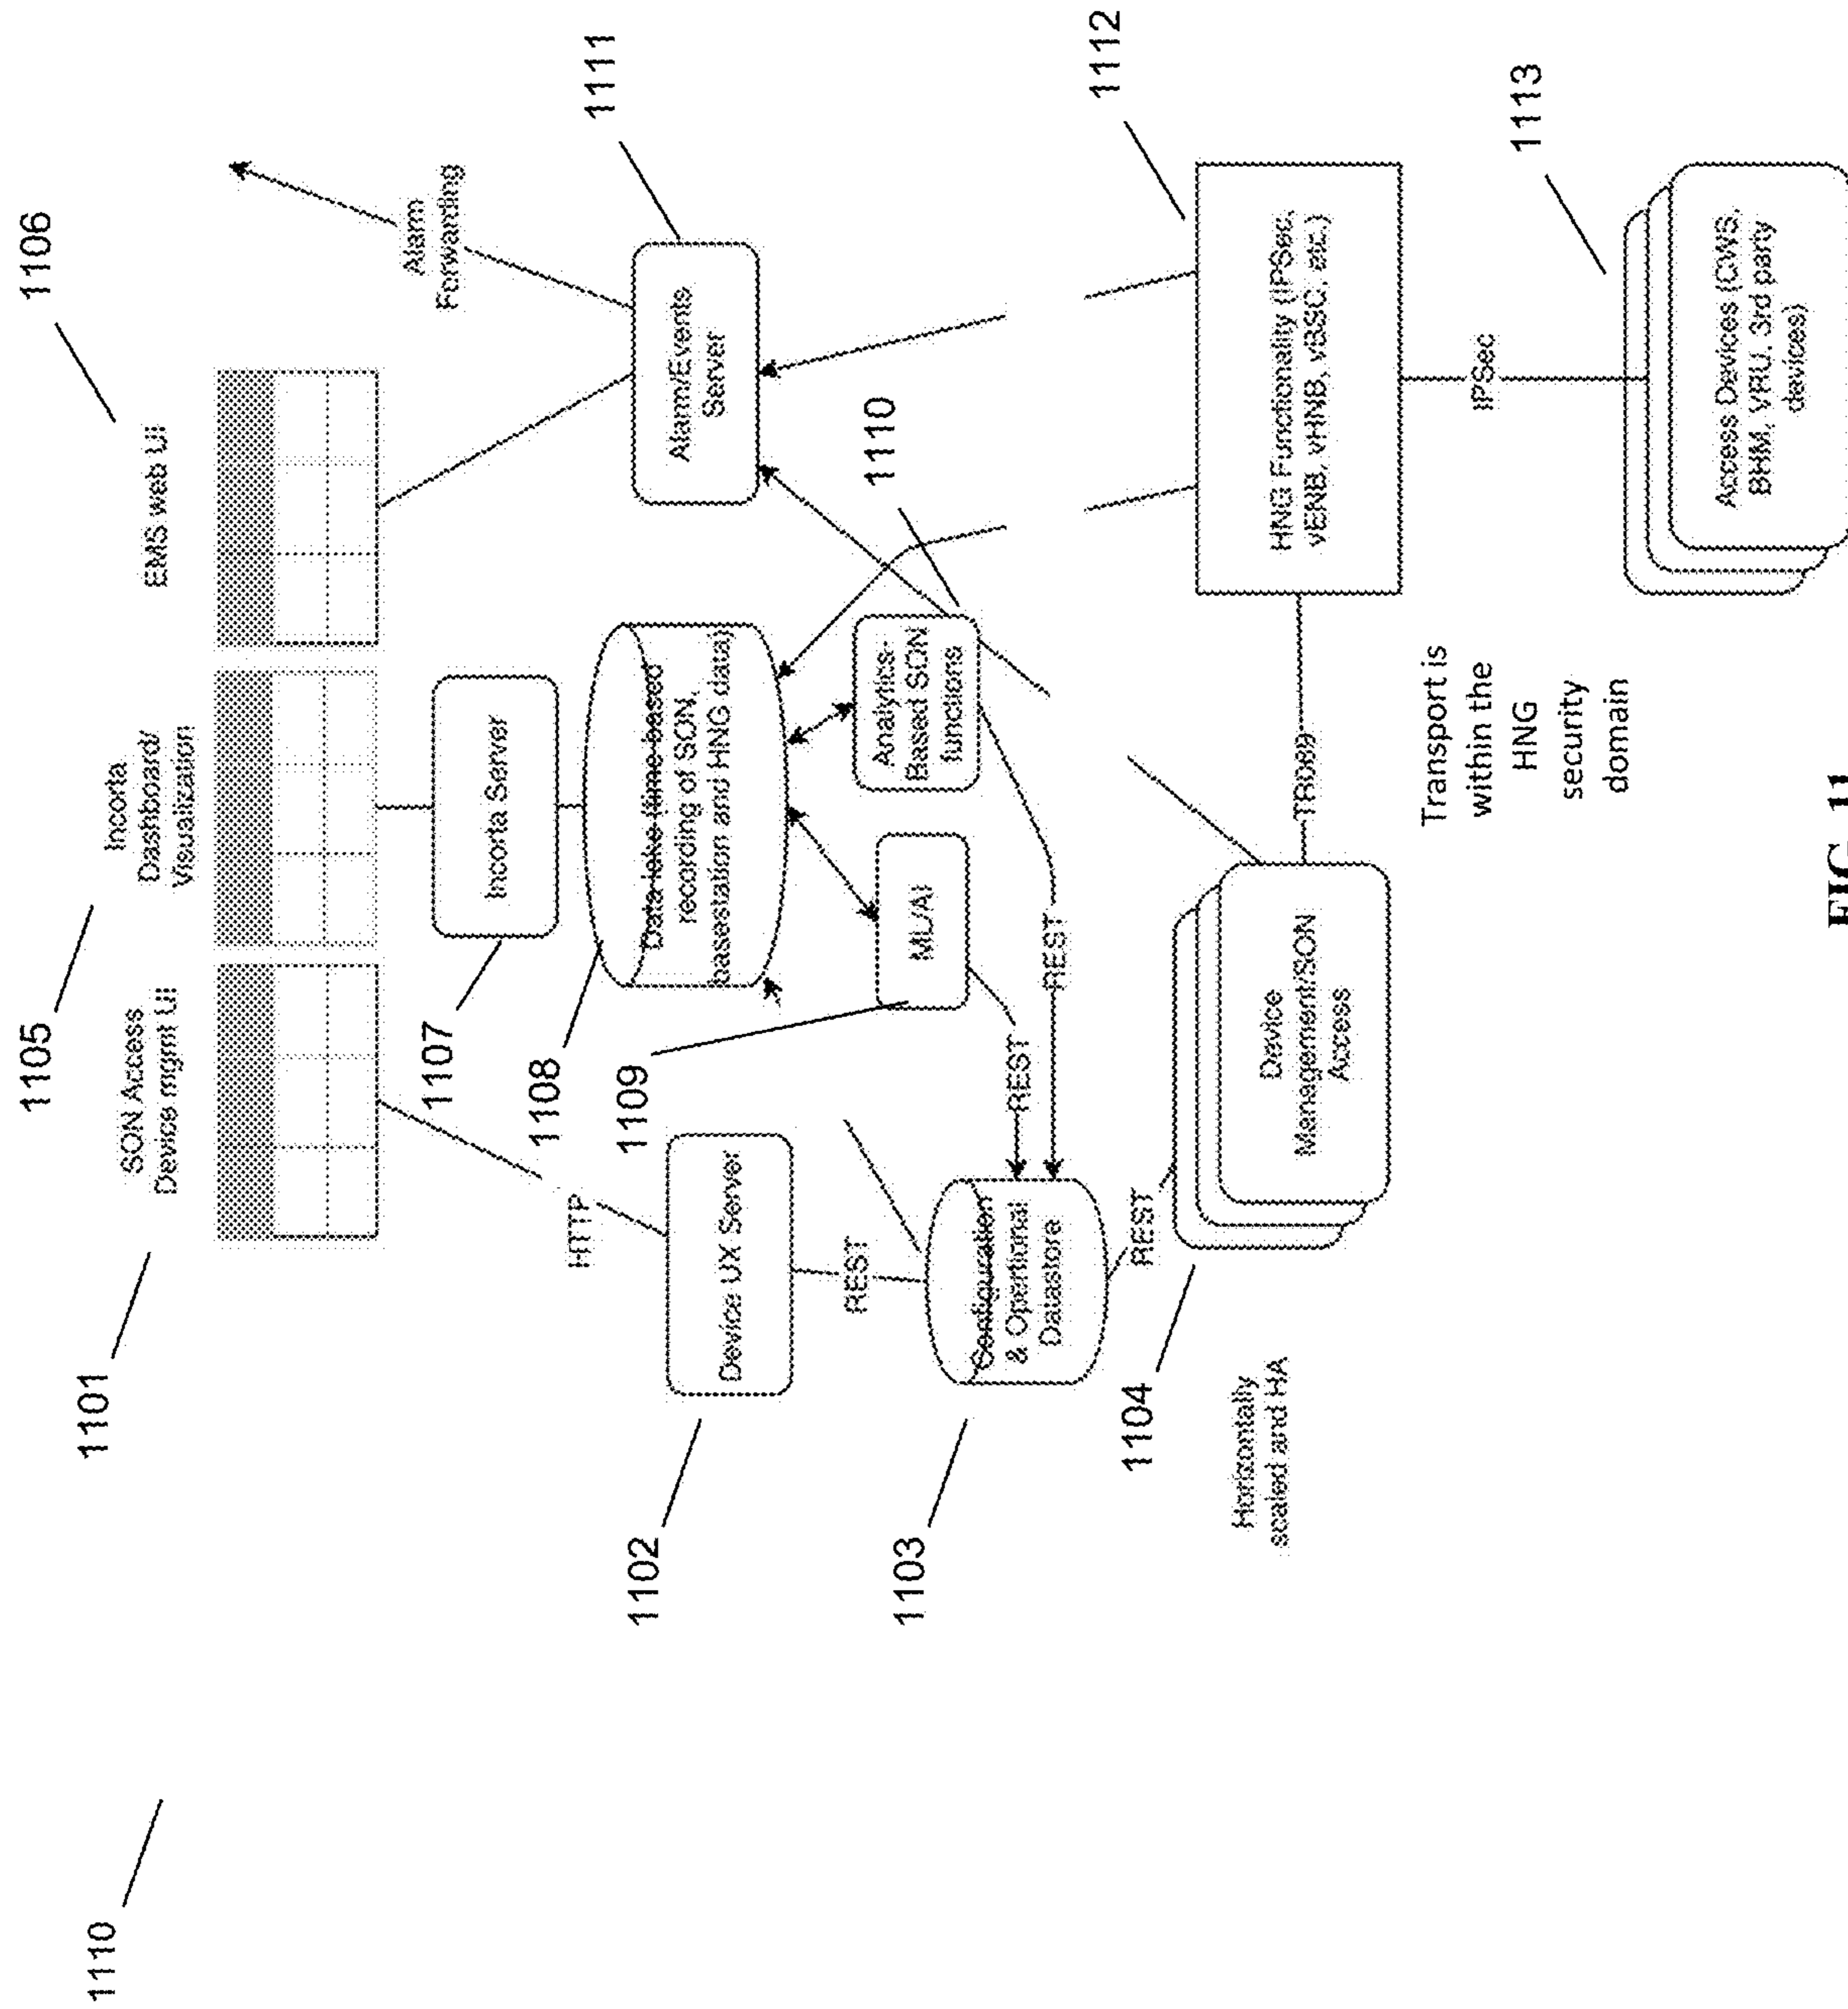 1110
1101
1105
1106
SON Access
Device mgmt UI
Incorta
Dashboard/
Visualization
EMS web UI
Alarm
Forwarding
HTTP
1107
Incorta Server
1111
Alarm/Events
Server
1102
Device UX Server
1108
Data lake (time based
recording of SON,
basestation and HNG data)
1109
ML/AI
1110
Analytics-
Based SON
functions
REST
REST
REST
1103
Configuration
& Opertional
Datastore
REST
1104
Horizontally
scaled and HA
Device
Management/SON
Access
TR069
1112
HNG Functionality (IPSec,
vENB, vHNB, vBSC, etc.)
Transport is
within the
HNG
security
domain
IPSec
1113
Access Devices (CWS,
BHM, VRU, 3rd party
devices)
FIG. 11